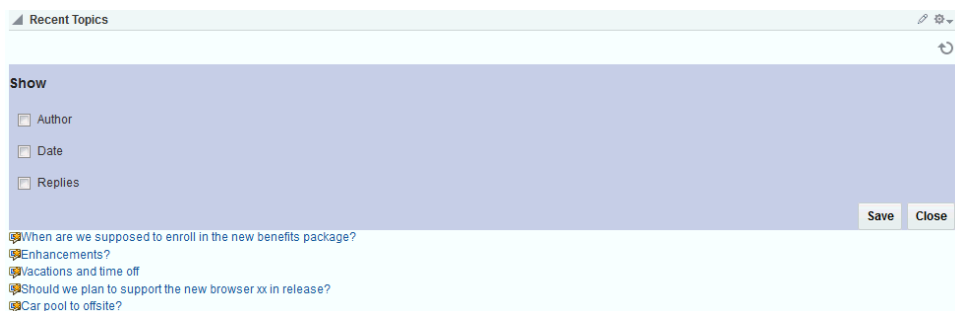 Recent Topics
Show
Author
Date
Replies
Save Close
When are we supposed to enroll in the new benefits package?
Enhancements?
Vacations and time off
Should we plan to support the new browser xx in release?
Car pool to offsite?